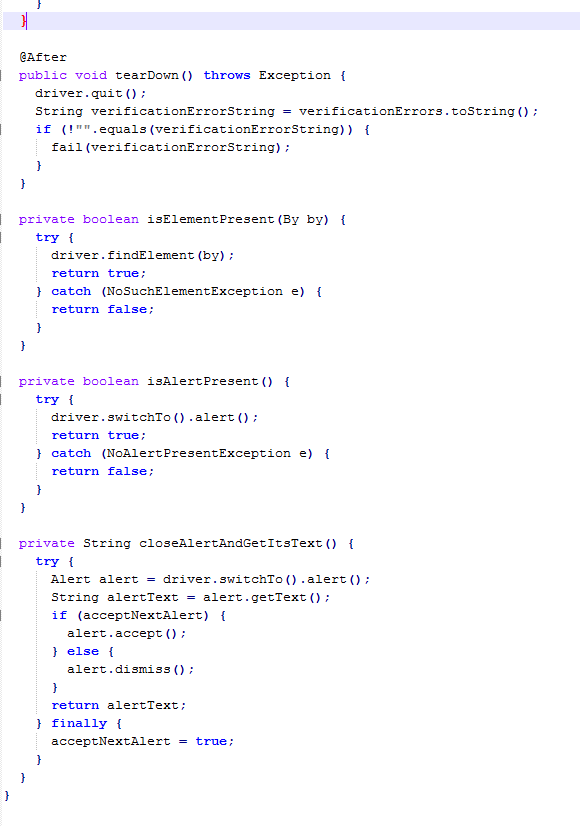 }
  }

  @After
  public void tearDown() throws Exception {
    driver.quit();
    String verificationErrorString = verificationErrors.toString();
    if (!"".equals(verificationErrorString)) {
      fail(verificationErrorString);
    }
  }

  private boolean isElementPresent(By by) {
    try {
      driver.findElement(by);
      return true;
    } catch (NoSuchElementException e) {
      return false;
    }
  }

  private boolean isAlertPresent() {
    try {
      driver.switchTo().alert();
      return true;
    } catch (NoAlertPresentException e) {
      return false;
    }
  }

  private String closeAlertAndGetItsText() {
    try {
      Alert alert = driver.switchTo().alert();
      String alertText = alert.getText();
      if (acceptNextAlert) {
        alert.accept();
      } else {
        alert.dismiss();
      }
      return alertText;
    } finally {
      acceptNextAlert = true;
    }
  }
}